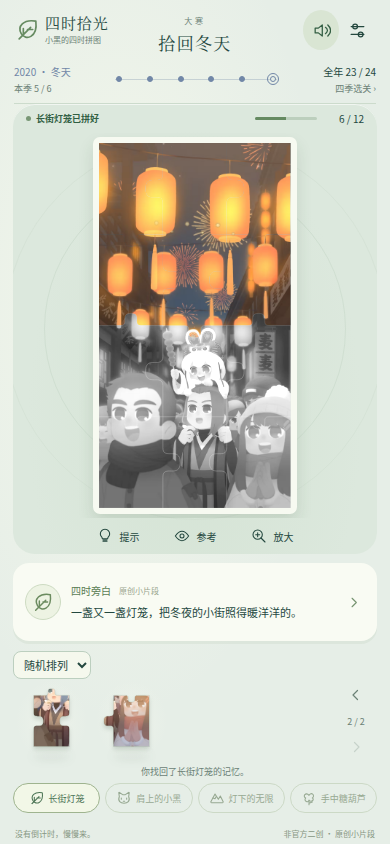 四时拾光
小黑的四时拼图
大寒
拾回冬天
2020 · 冬天
本季 5 / 6
全年 23 / 24
四季选关 ›
长街灯笼已拼好
6 / 12
提示
参考
放大
四时旁白 原创小片段
一盏又一盏灯笼，把冬夜的小街照得暖洋洋的。
随机排列
2 / 2
你找回了长街灯笼的记忆。
长街灯笼
肩上的小黑
灯下的无限
手中糖葫芦
没有倒计时，慢慢来。
非官方二创 · 原创小片段